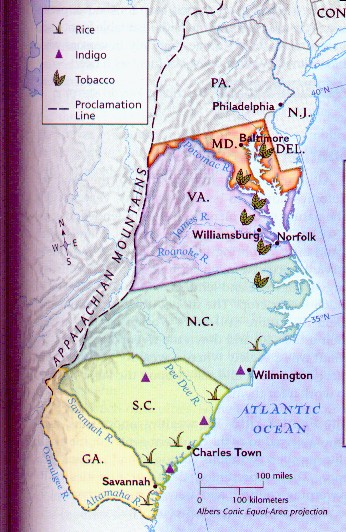 Rice
Indigo
Tobacco
Proclamation
Line
CON
PA.
40°N
Philadelphia
N.J.
Baltimore
MD.
DEL.
Potomac R.
VA.
James R.
Williamsburg
Norfolk
Roanoke R.
APPALACHIAN MOUNTAINS
N
W E
S
N.C.
35°N
Pee Dee R.
Wilmington
S.C.
ATLANTIC
OCEAN
Savannah R.
Charles Town
GA.
Ocmulgee R.
Savannah
Altamaha R.
0 100 miles
0 100 kilometers
Albers Conic Equal-Area projection